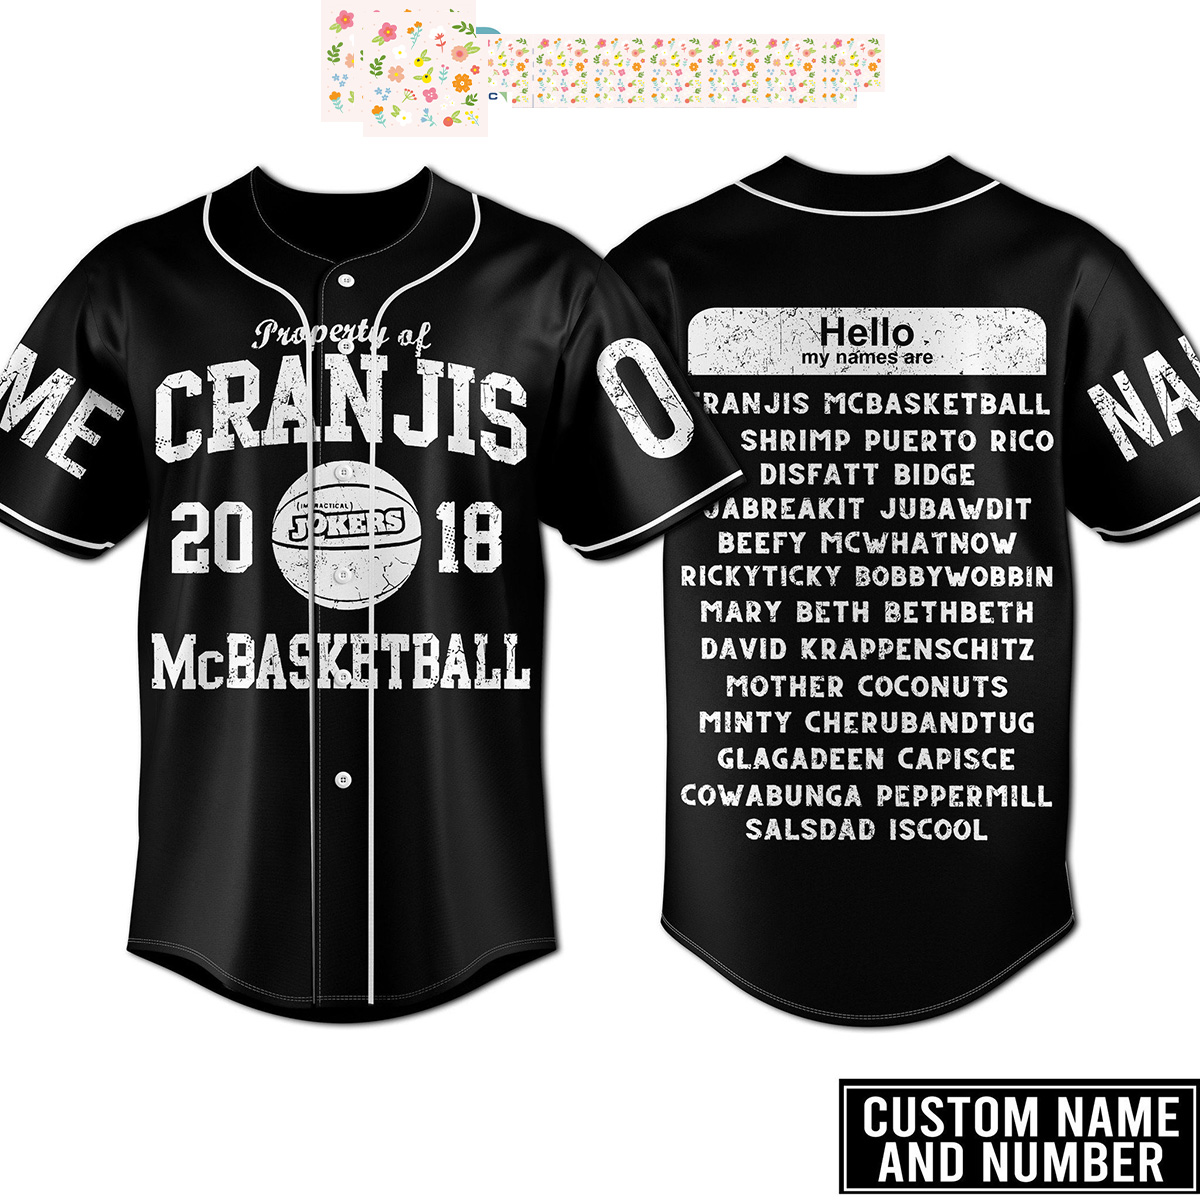 Property of
CRANJIS
20 18
(IMPRACTICAL)
JOKERS
McBASKETBALL
ME
0
Hello
my names are
CRANJIS MCBASKETBALL
SHRIMP PUERTO RICO
DISFATT BIDGE
JABREAKIT JUBAWDIT
BEEFY MCWHATNOW
RICKYTICKY BOBBYWOBBIN
MARY BETH BETHBETH
DAVID KRAPPENSCHITZ
MOTHER COCONUTS
MINTY CHERUBANDTUG
GLAGADEEN CAPISCE
COWABUNGA PEPPERMILL
SALSDAD ISCOOL
NA
CUSTOM NAME
AND NUMBER